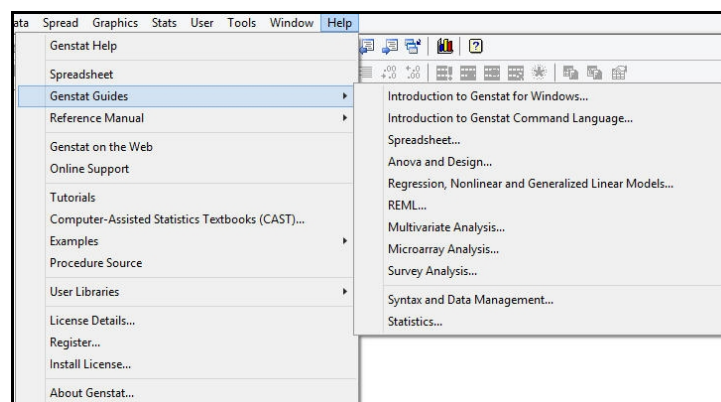 ata Spread Graphics Stats User Tools Window Help
Genstat Help
Spreadsheet
Genstat Guides
Reference Manual
Genstat on the Web
Online Support
Tutorials
Computer-Assisted Statistics Textbooks (CAST)...
Examples
Procedure Source
User Libraries
License Details...
Register...
Install License...
About Genstat...
Introduction to Genstat for Windows...
Introduction to Genstat Command Language...
Spreadsheet...
Anova and Design...
Regression, Nonlinear and Generalized Linear Models...
REML...
Multivariate Analysis...
Microarray Analysis...
Survey Analysis...
Syntax and Data Management...
Statistics...